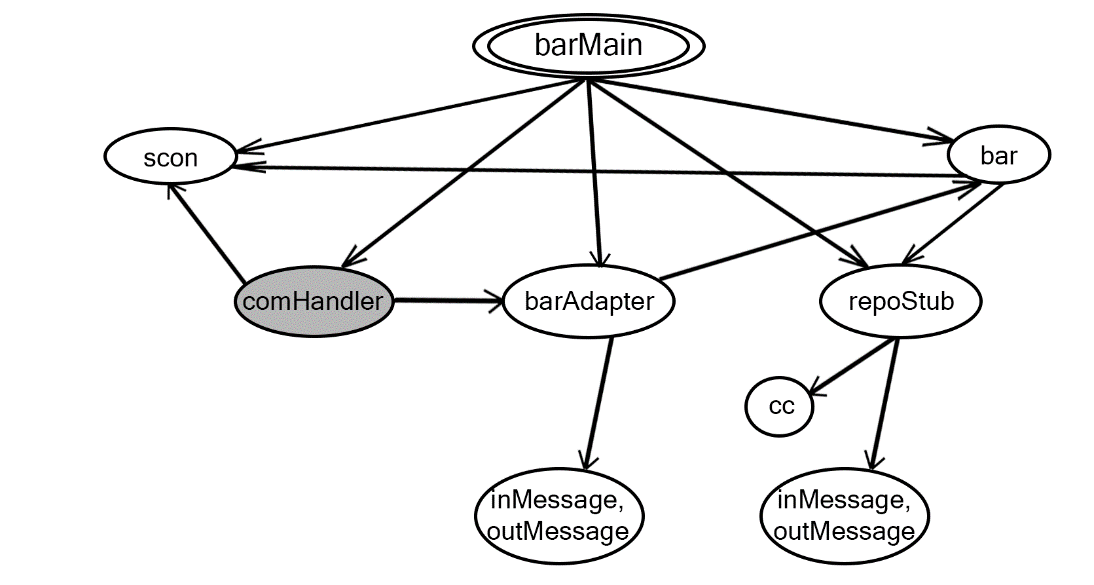 barMain
scon
bar
comHandler
barAdapter
repoStub
cc
inMessage,
outMessage
inMessage,
outMessage